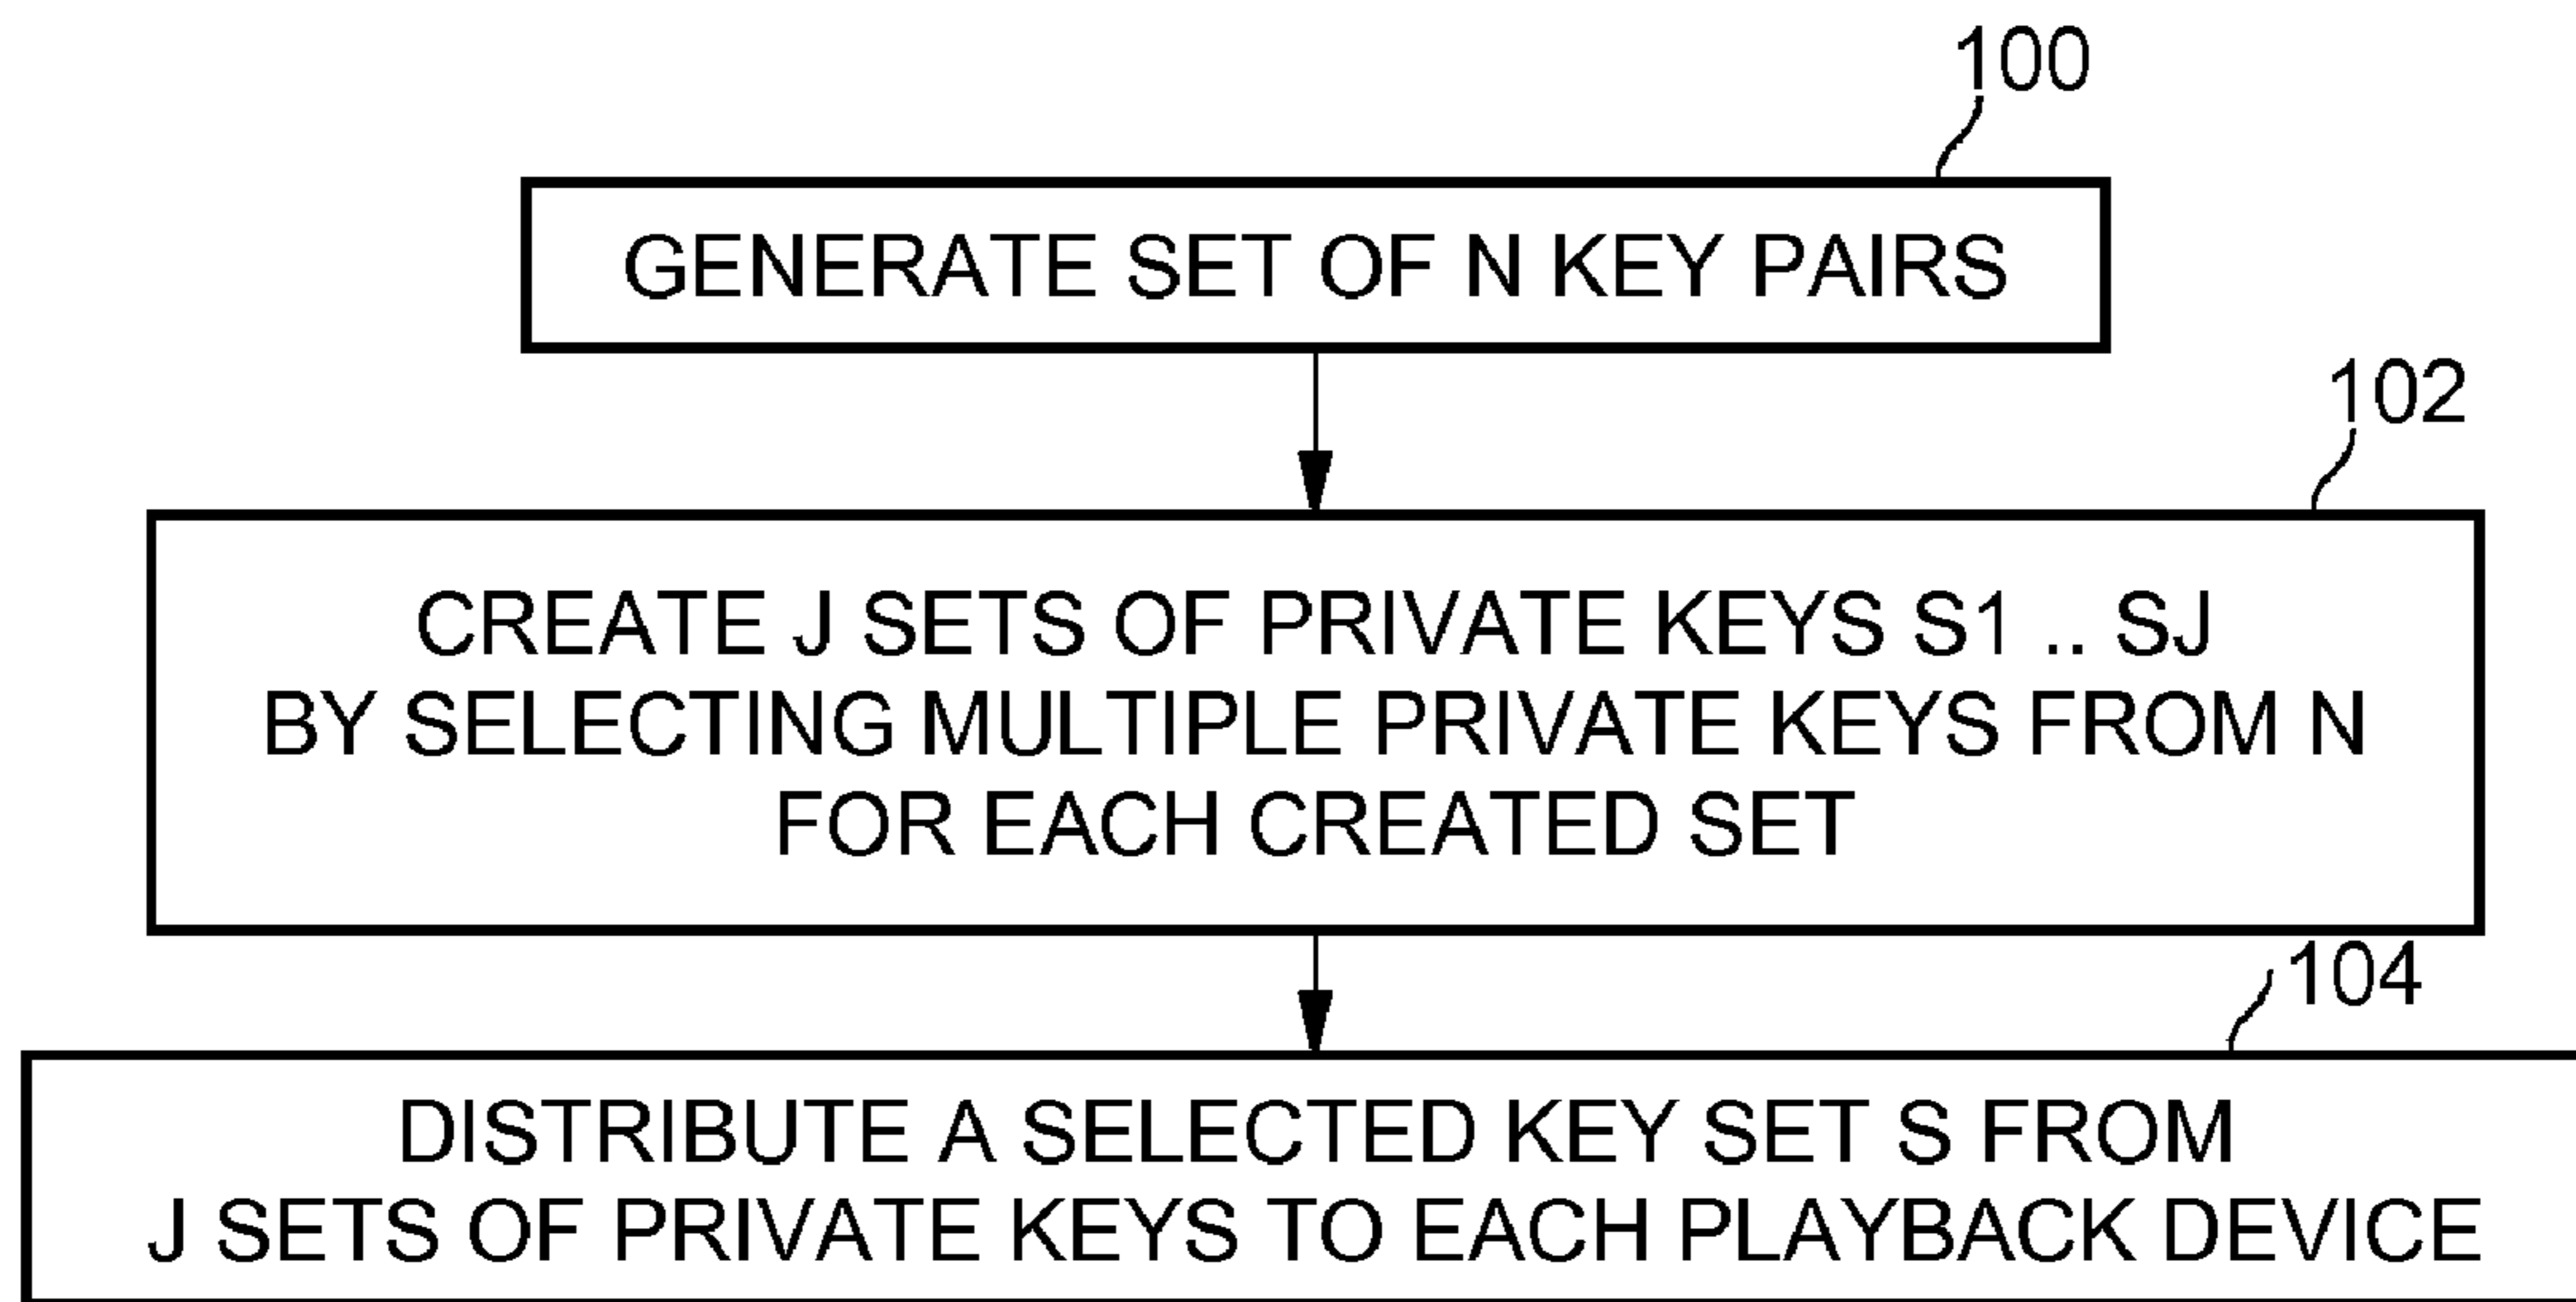 100
GENERATE SET OF N KEY PAIRS
102
CREATE J SETS OF PRIVATE KEYS S1 .. SJ
BY SELECTING MULTIPLE PRIVATE KEYS FROM N
FOR EACH CREATED SET
104
DISTRIBUTE A SELECTED KEY SET S FROM
J SETS OF PRIVATE KEYS TO EACH PLAYBACK DEVICE